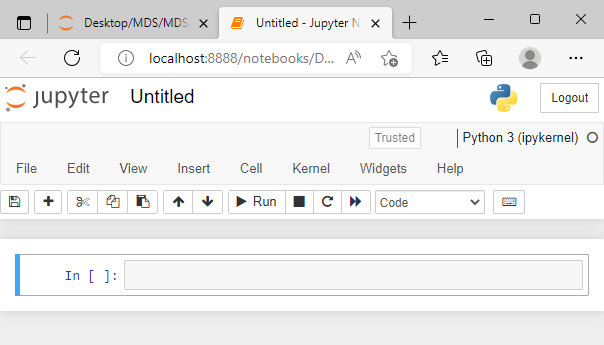 Desktop/MDS/MDS
Untitled - Jupyter N
localhost:8888/notebooks/D...
jupyter Untitled
Logout
Trusted
Python 3 (ipykernel)
File Edit View Insert Cell Kernel Widgets Help
Run
Code
In [ ]: